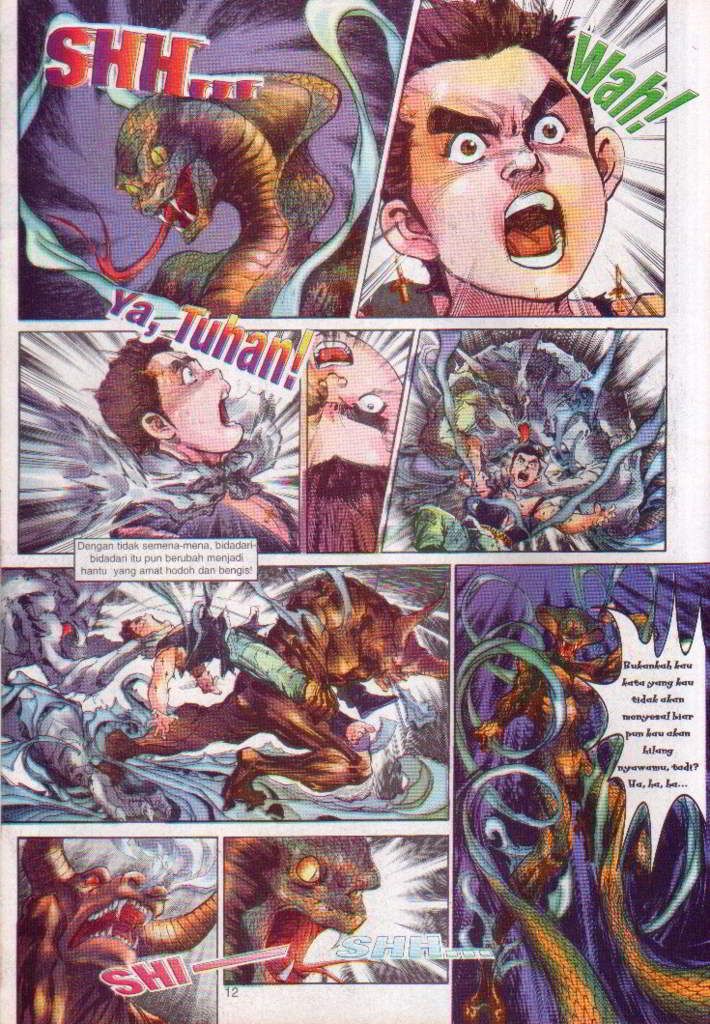 SHH...
Wah!
Ya, Tuhan!
Dengan tidak semena-mena, bidadari-
bidadari itu pun berubah menjadi
hantu yang amat hodoh dan bengis!
Bukankah kau
kata yang kau
tidak akan
menyesal biar
pun kau akan
hilang
nyawamu, tadi?
Ha, ha, ha...
SHI
SHH...
12